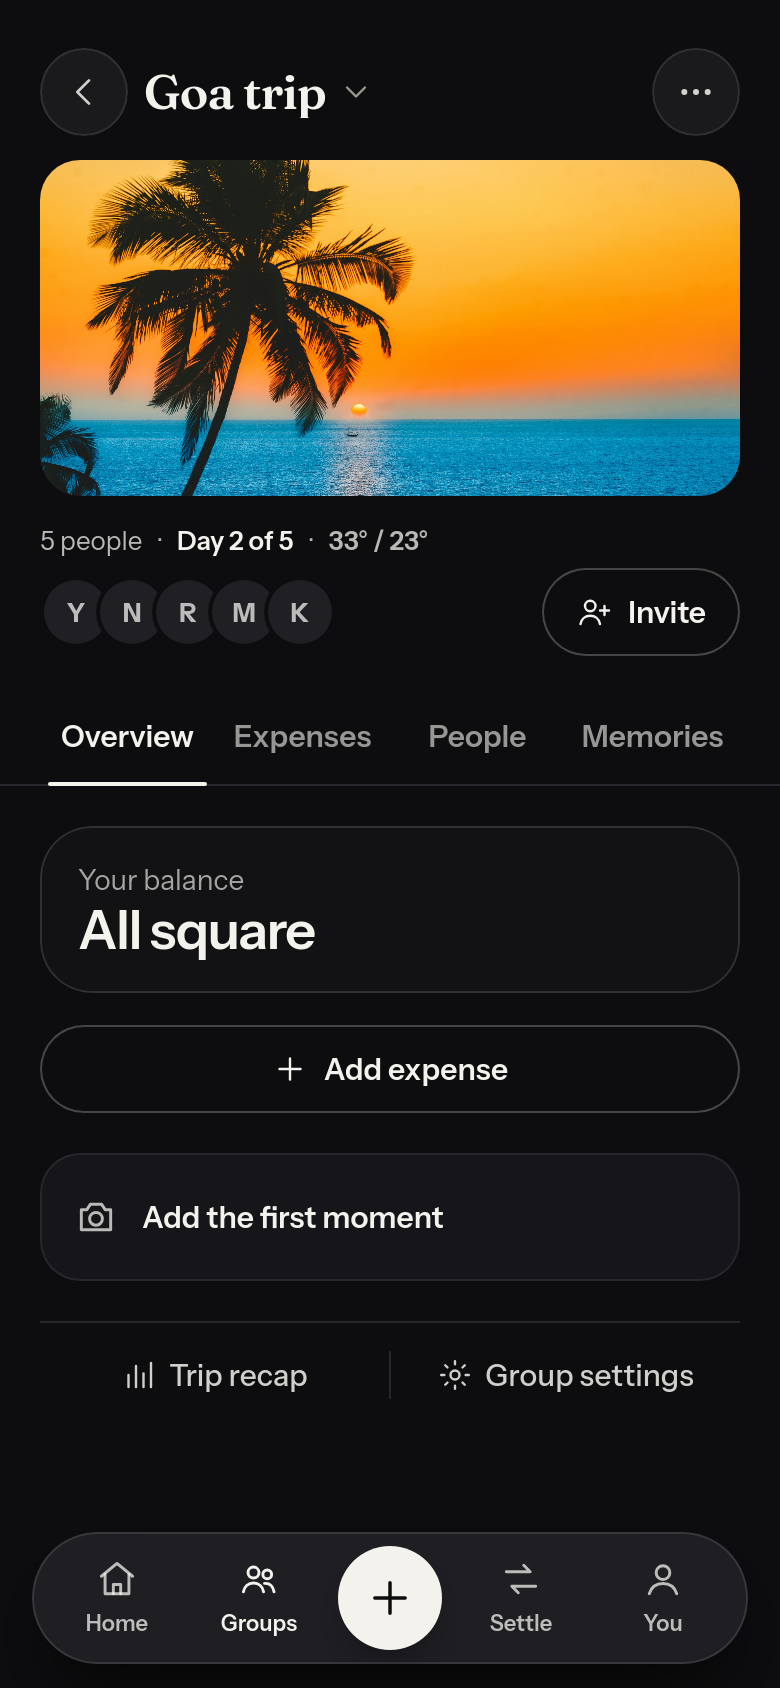 Goa trip
5 people · Day 2 of 5 · 33° / 23°
Y N R M K
Invite
Overview Expenses People Memories
Your balance
All square
Add expense
Add the first moment
Trip recap Group settings
Home Groups Settle You